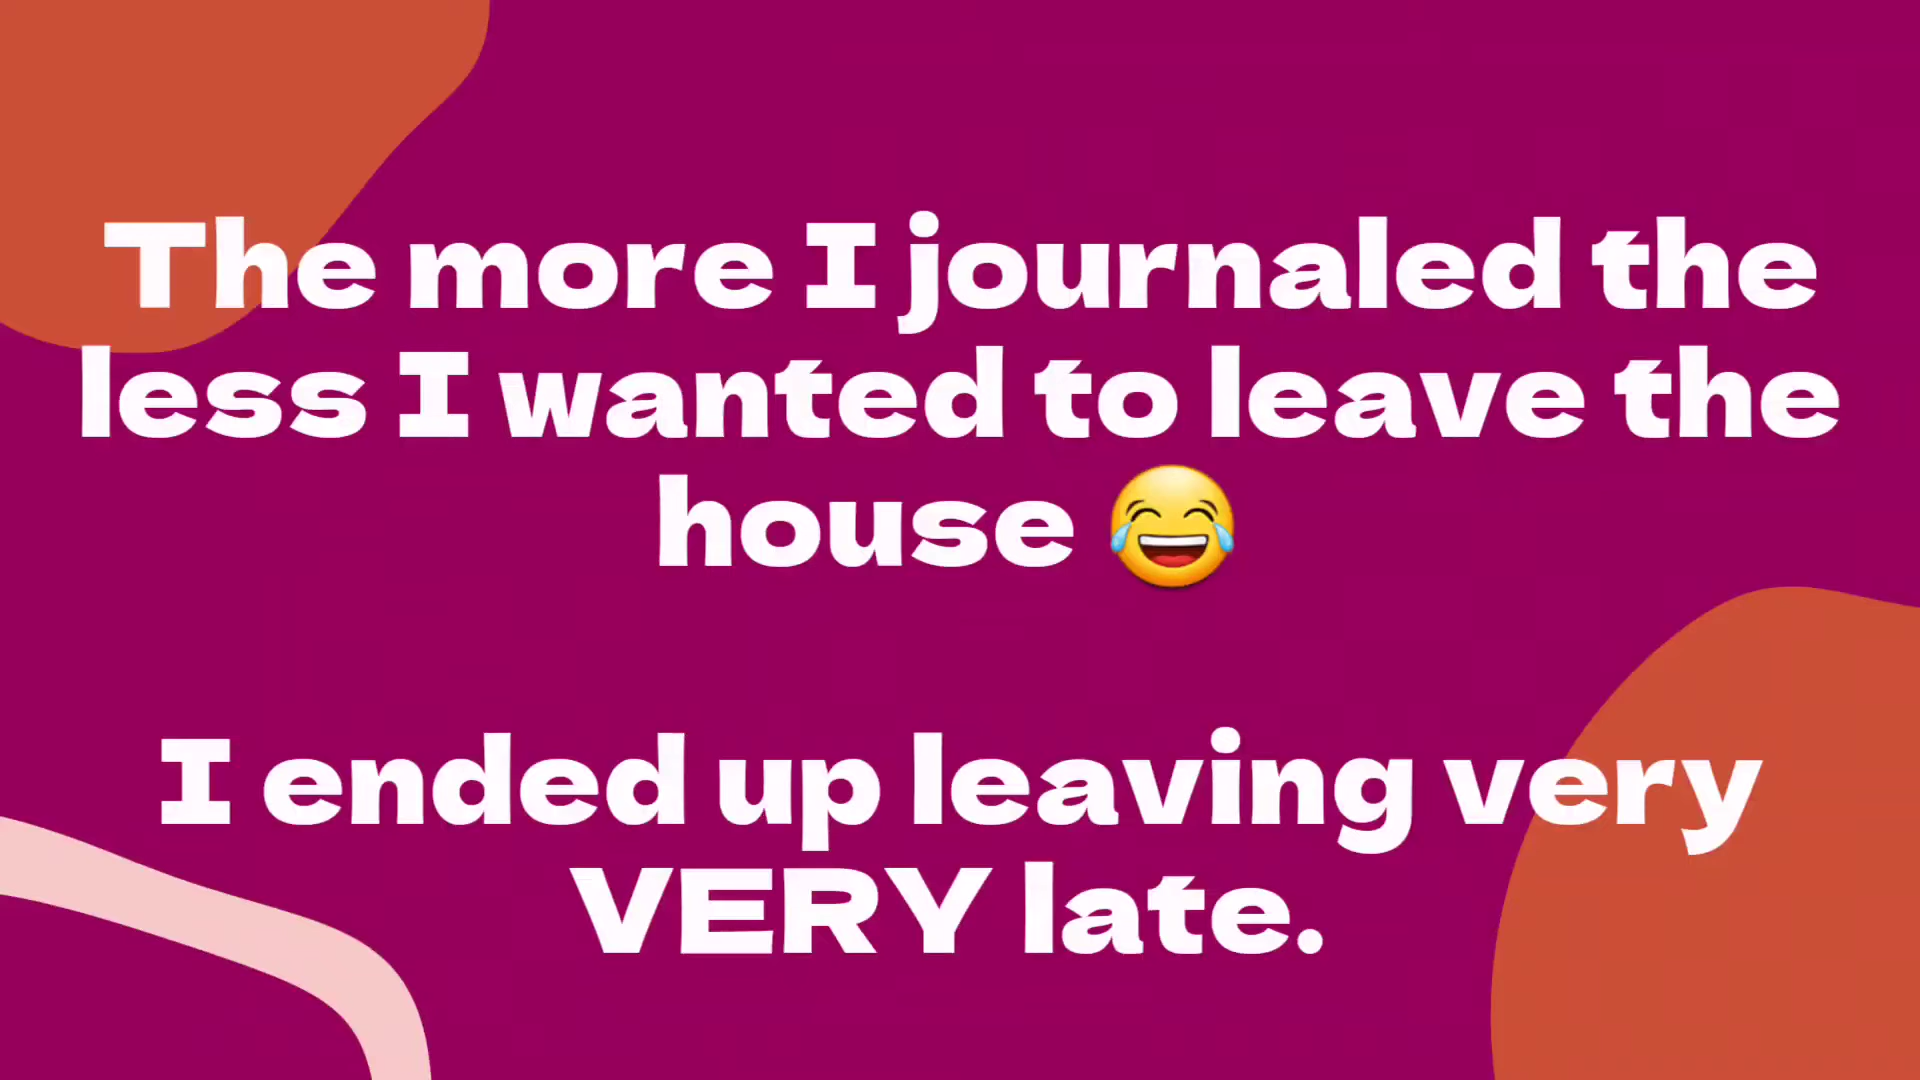 The more I journaled the
less I wanted to leave the
house 😂
I ended up leaving very
VERY late.